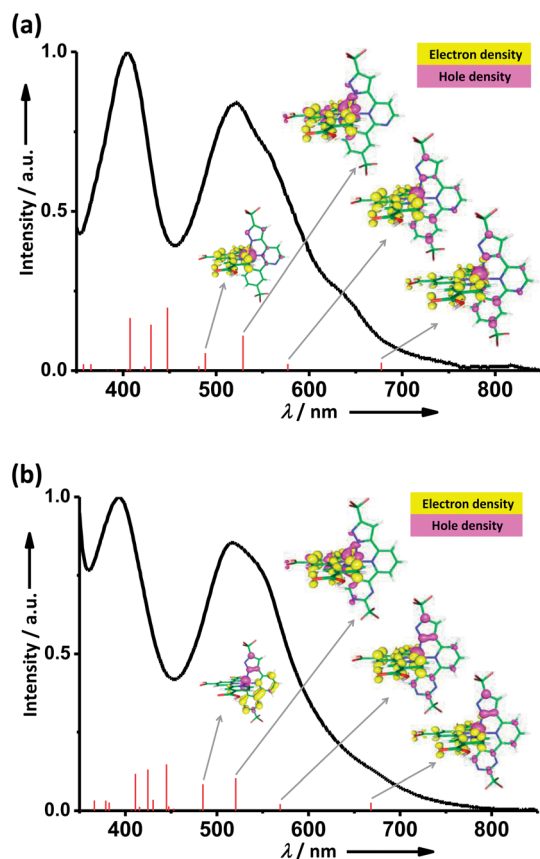 (a)
Electron density
Hole density
Intensity / a.u.
1.0
0.5
0.0
400 500 600 700 800
λ / nm
(b)
Electron density
Hole density
Intensity / a.u.
1.0
0.5
0.0
400 500 600 700 800
λ / nm